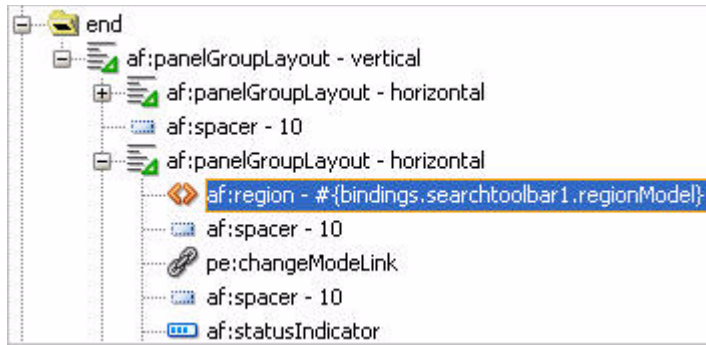 end
af:panelGroupLayout - vertical
af:panelGroupLayout - horizontal
af:spacer - 10
af:panelGroupLayout - horizontal
af:region - #{bindings.searchtoolbar1.regionModel}
af:spacer - 10
pe:changeModeLink
af:spacer - 10
af:statusIndicator